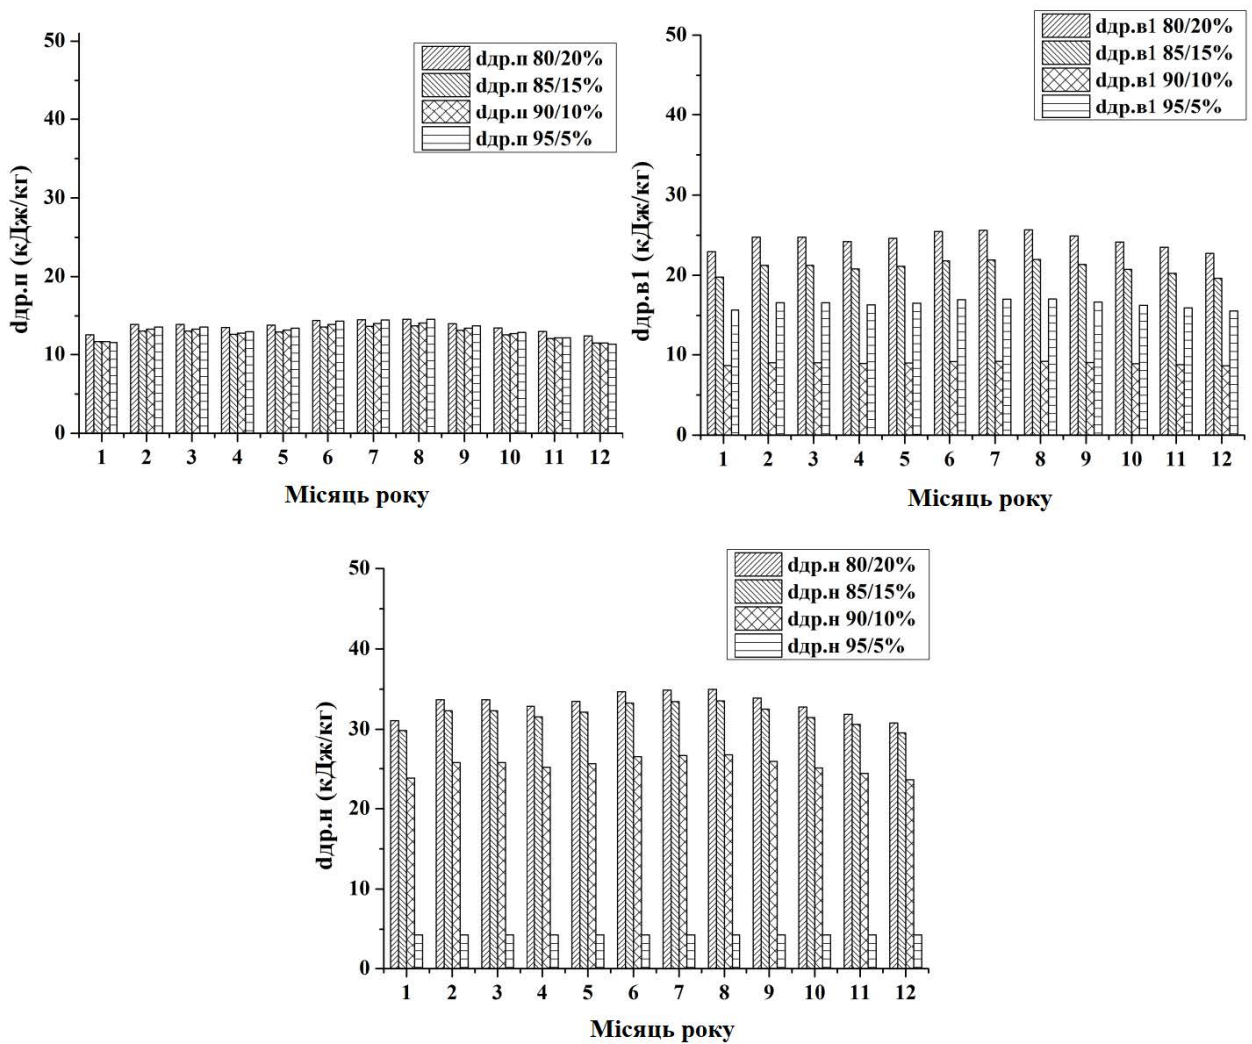 dдр.п (кДж/кг)
50
40
30
20
10
0
dдр.п 80/20%
dдр.п 85/15%
dдр.п 90/10%
dдр.п 95/5%
1 2 3 4 5 6 7 8 9 10 11 12
Місяць року
dдр.в1 (кДж/кг)
50
40
30
20
10
0
dдр.в1 80/20%
dдр.в1 85/15%
dдр.в1 90/10%
dдр.в1 95/5%
1 2 3 4 5 6 7 8 9 10 11 12
Місяць року
dдр.н (кДж/кг)
50
40
30
20
10
0
dдр.н 80/20%
dдр.н 85/15%
dдр.н 90/10%
dдр.н 95/5%
1 2 3 4 5 6 7 8 9 10 11 12
Місяць року